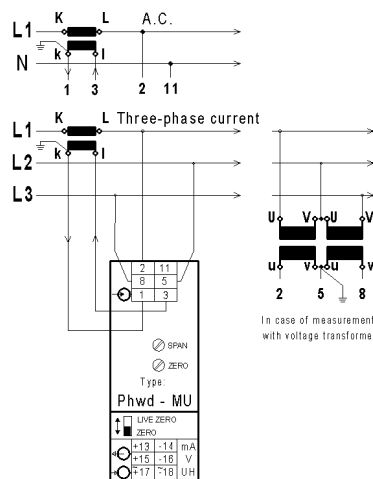 K L A.C.
L1
k l
N
1 3 2 11
K L Three-phase current
L1
k l
L2
L3
U V U V
u v u v
2 11
8 5
1 3
2 5 8
In case of measurement
with voltage transforme
SPAN
ZERO
Type:
Phwd - MU
LIVE ZERO
ZERO
+13 -14 mA
+15 -16 V
~17 ~18 UH